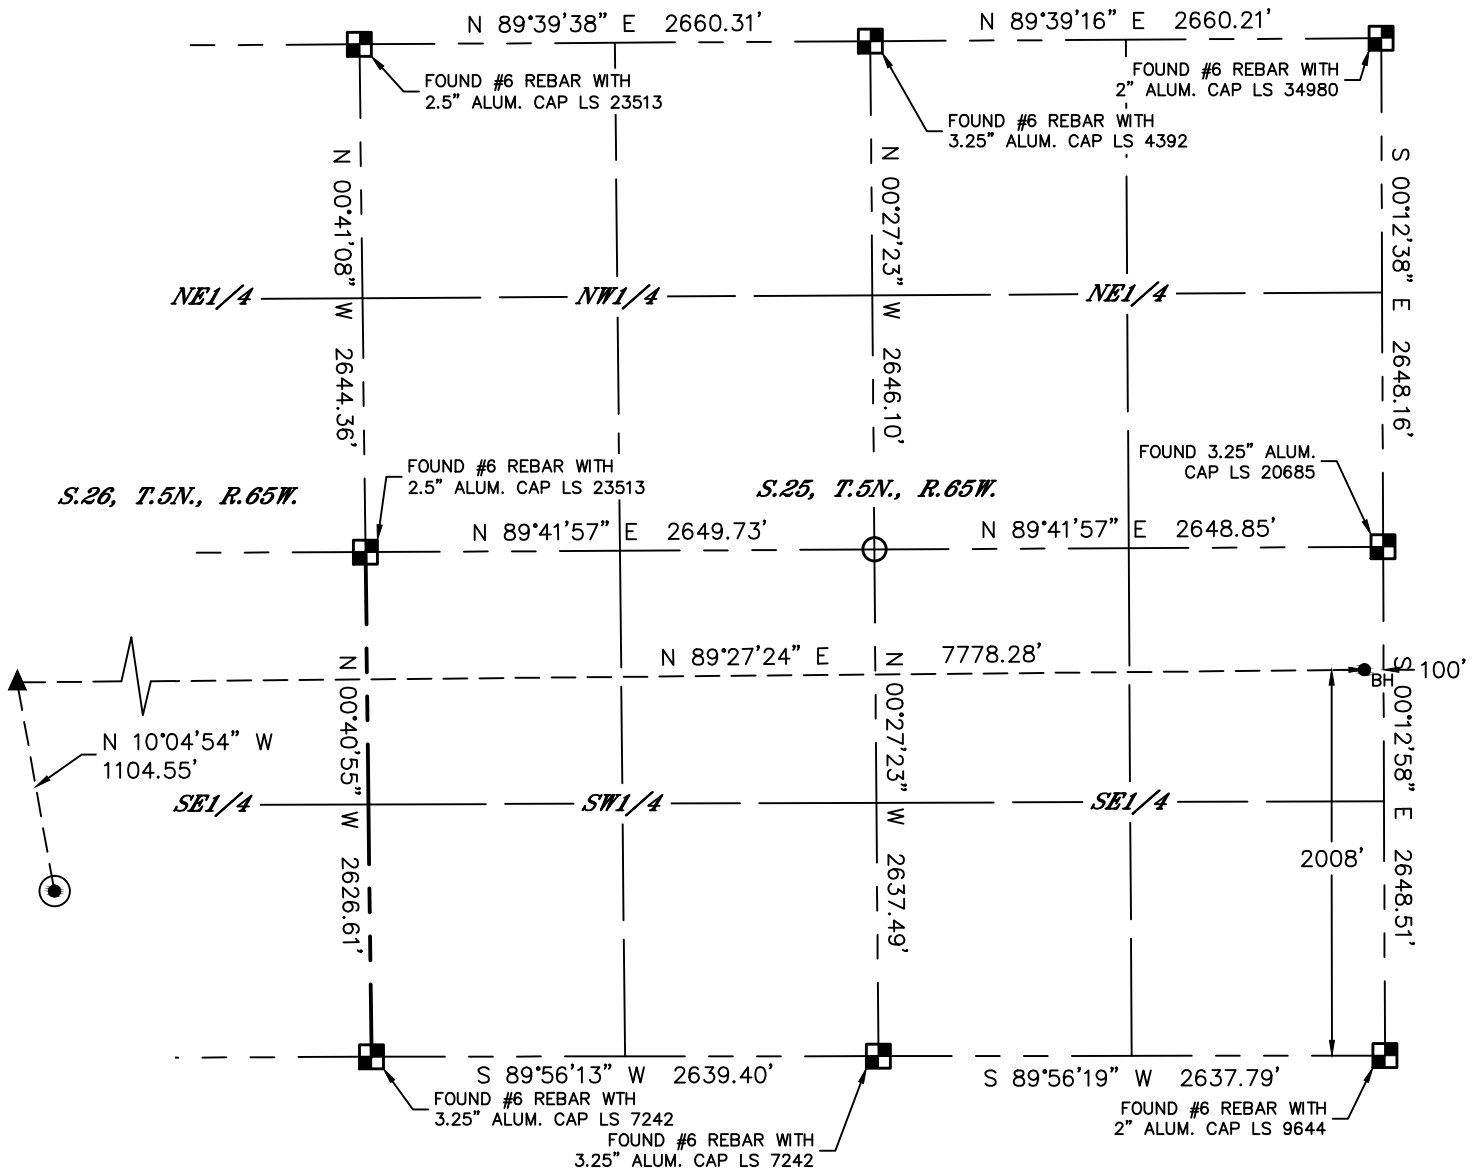 N 89°39'38" E 2660.31'
N 89°39'16" E 2660.21'
FOUND #6 REBAR WITH
2.5" ALUM. CAP LS 23513
FOUND #6 REBAR WITH
3.25" ALUM. CAP LS 4392
FOUND #6 REBAR WITH
2" ALUM. CAP LS 34980
N 00°41'08" W 2644.36'
N 00°27'23" W 2646.10'
S 00°12'38" E 2648.16'
NE1/4
NW1/4
NE1/4
S.26, T.5N., R.65W.
FOUND #6 REBAR WITH
2.5" ALUM. CAP LS 23513
S.25, T.5N., R.65W.
FOUND 3.25" ALUM.
CAP LS 20685
N 89°41'57" E 2649.73'
N 89°41'57" E 2648.85'
N 89°27'24" E 7778.28'
BH
100'
N 10°04'54" W
1104.55'
N 00°40'55" W 2626.61'
N 00°27'23" W 2637.49'
S 00°12'58" E 2648.51'
SE1/4
SW1/4
SE1/4
2008'
S 89°56'13" W 2639.40'
S 89°56'19" W 2637.79'
FOUND #6 REBAR WTH
3.25" ALUM. CAP LS 7242
FOUND #6 REBAR WITH
3.25" ALUM. CAP LS 7242
FOUND #6 REBAR WITH
2" ALUM. CAP LS 9644